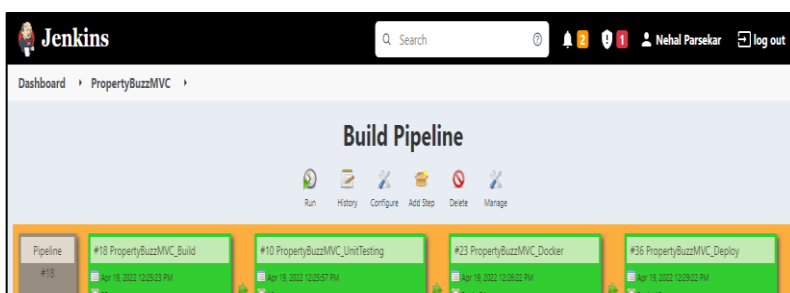 Jenkins
Search
2
1
Nehal Parsekar
log out
Dashboard
PropertyBuzzMVC
Build Pipeline
Run
History
Configure
Add Step
Delete
Manage
Pipeline
#18
#18 PropertyBuzzMVC_Build
Apr 19, 2022 12:25:23 PM
#10 PropertyBuzzMVC_UnitTesting
Apr 19, 2022 12:25:57 PM
#23 PropertyBuzzMVC_Docker
Apr 19, 2022 12:26:22 PM
#36 PropertyBuzzMVC_Deploy
Apr 19, 2022 12:29:22 PM